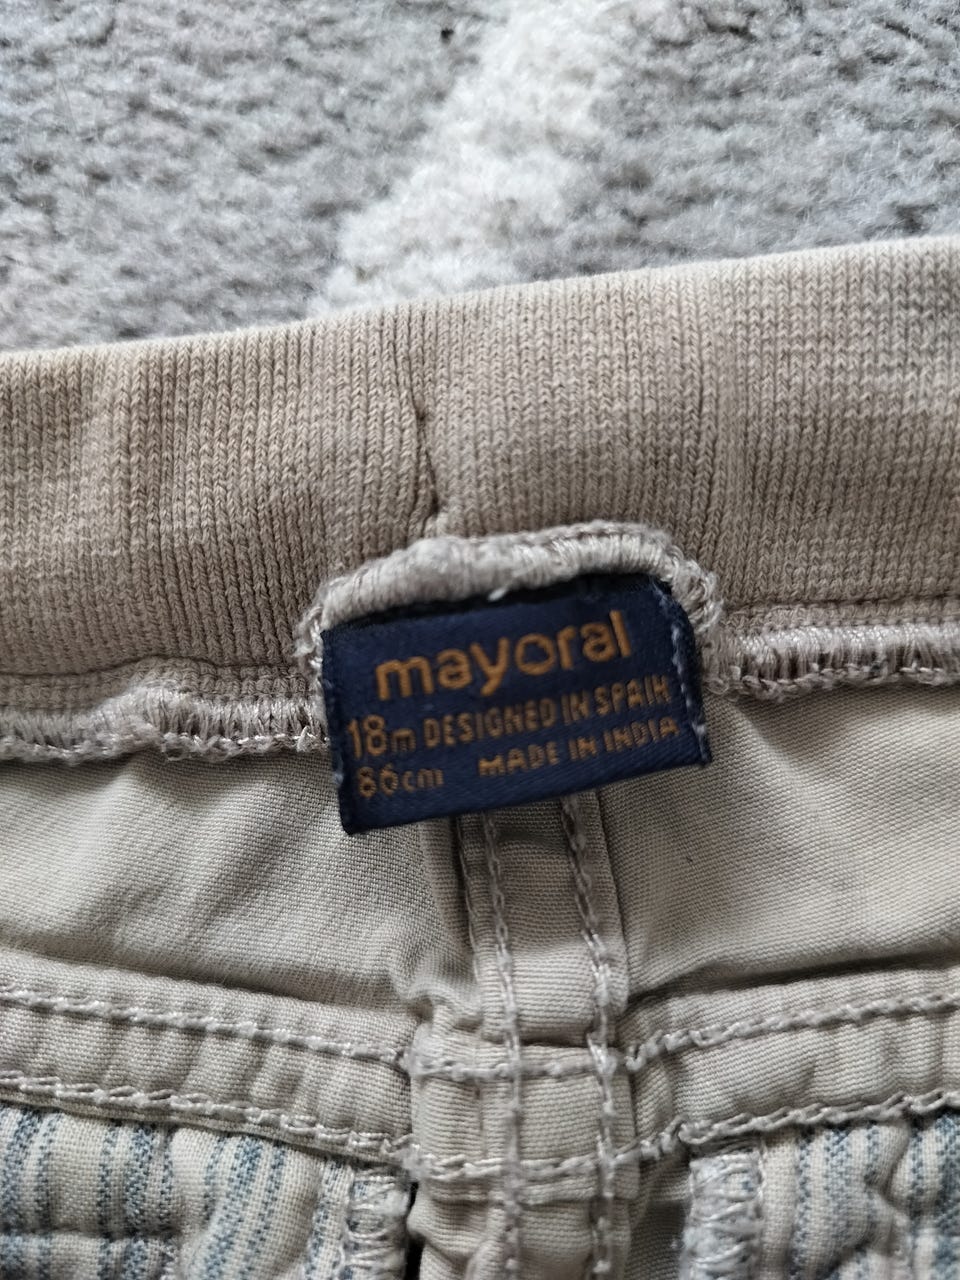 mayoral
18m DESIGNED IN SPAIN
86cm MADE IN INDIA